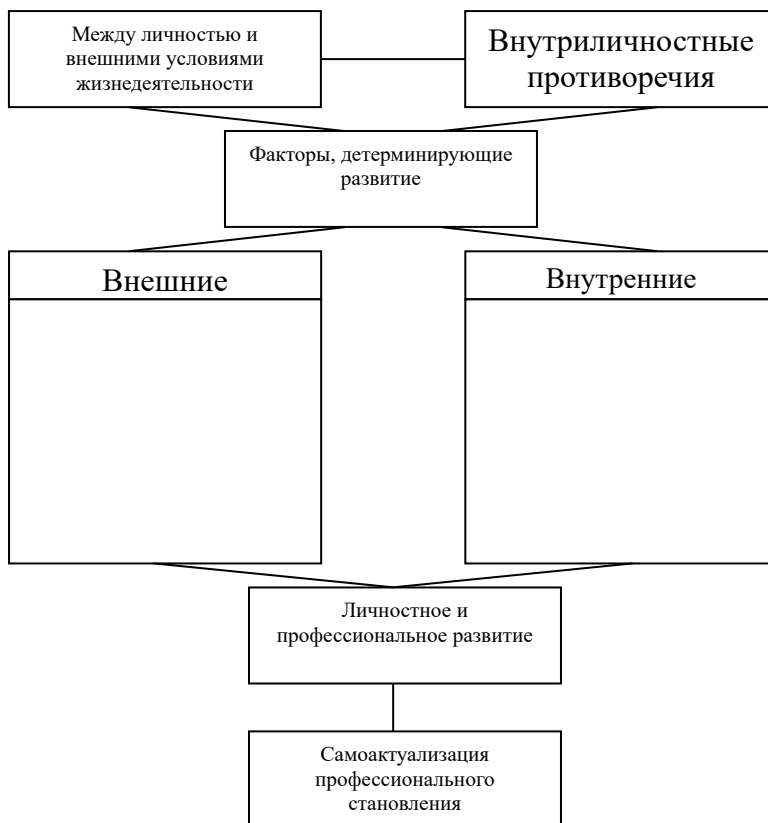 Между личностью и
внешними условиями
жизнедеятельности
Внутриличностные
противоречия
Факторы, детерминирующие
развитие
Внешние
Внутренние
Личностное и
профессиональное развитие
Самоактуализация
профессионального
становления